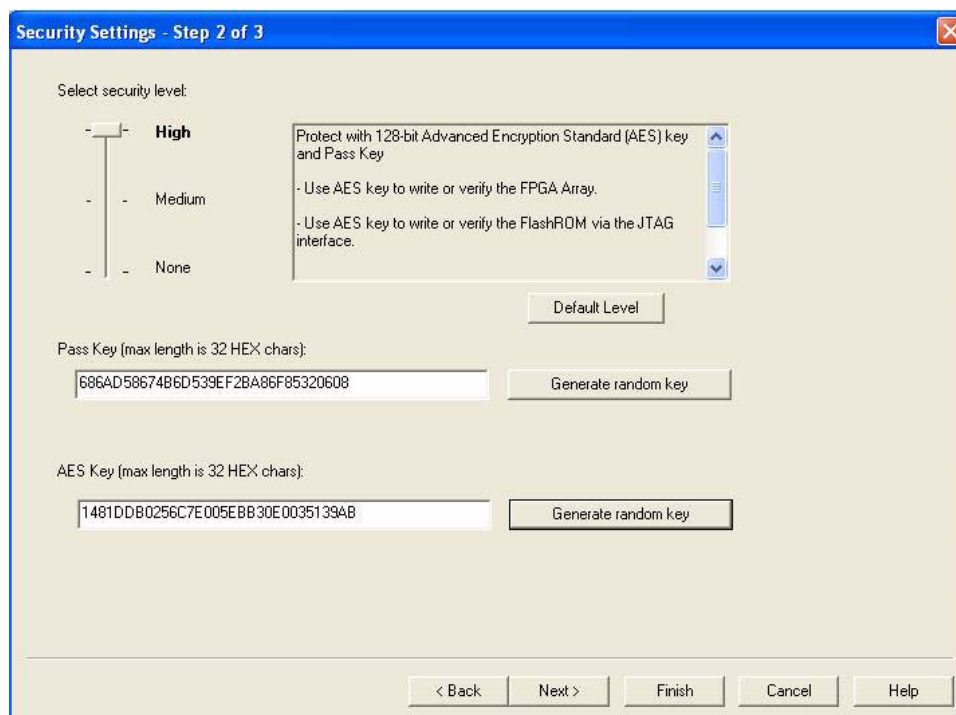 Security Settings - Step 2 of 3
Select security level:
High
Medium
None
Protect with 128-bit Advanced Encryption Standard (AES) key
and Pass Key
- Use AES key to write or verify the FPGA Array.
- Use AES key to write or verify the FlashROM via the JTAG
interface.
Default Level
Pass Key (max length is 32 HEX chars):
686AD58674B6D539EF2BA86F85320608
Generate random key
AES Key (max length is 32 HEX chars):
1481DDB0256C7E005EBB30E0035139AB
Generate random key
< Back
Next >
Finish
Cancel
Help